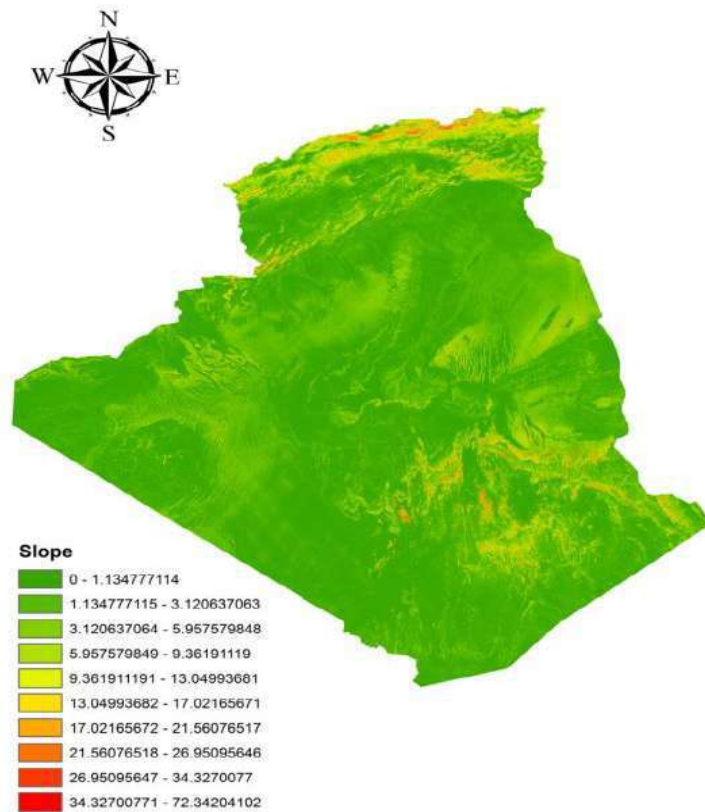 N
W E
S
Slope
0 - 1.134777114
1.134777115 - 3.120637063
3.120637064 - 5.957579848
5.957579849 - 9.36191119
9.361911191 - 13.04993681
13.04993682 - 17.02165671
17.02165672 - 21.56076517
21.56076518 - 26.95095646
26.95095647 - 34.3270077
34.32700771 - 72.34204102